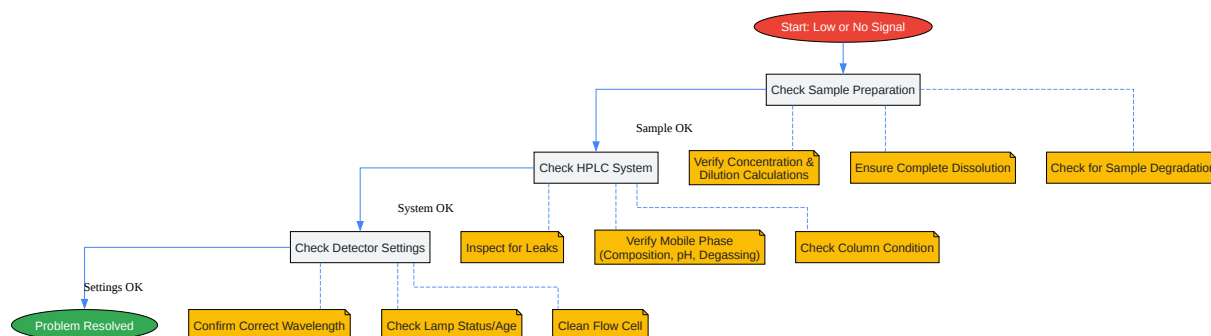 Start: Low or No Signal
Check Sample Preparation
Sample OK
Check HPLC System
Verify Concentration &
Dilution Calculations
Ensure Complete Dissolution
Check for Sample Degradation
System OK
Check Detector Settings
Inspect for Leaks
Verify Mobile Phase
(Composition, pH, Degassing)
Check Column Condition
Settings OK
Problem Resolved
Confirm Correct Wavelength
Check Lamp Status/Age
Clean Flow Cell